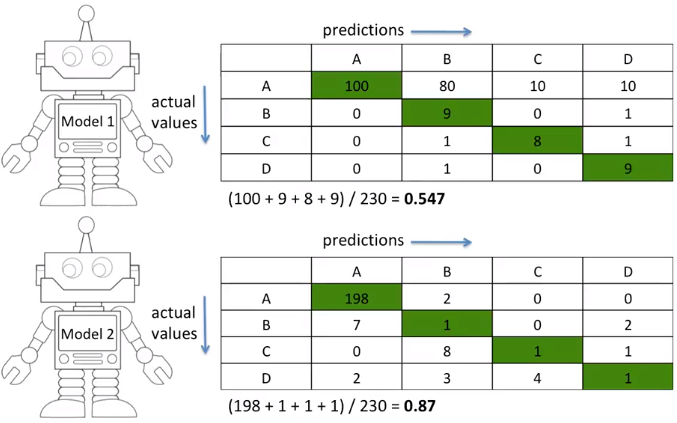 predictions
A B C D
actual values
Model 1
A 100 80 10 10
B 0 9 0 1
C 0 1 8 1
D 0 1 0 9
(100 + 9 + 8 + 9) / 230 = 0.547
predictions
A B C D
actual values
Model 2
A 198 2 0 0
B 7 1 0 2
C 0 8 1 1
D 2 3 4 1
(198 + 1 + 1 + 1) / 230 = 0.87